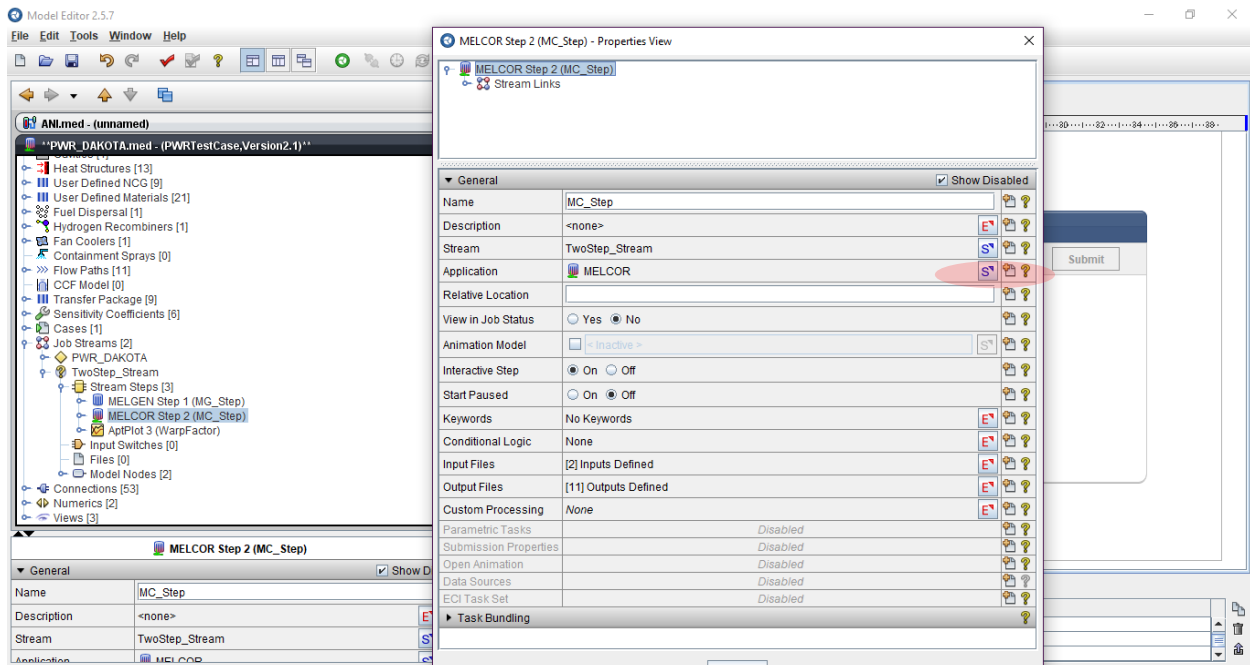 Model Editor 2.5.7
File Edit Tools Window Help
ANI.med - (unnamed)
**PWR_DAKOTA.med - (PWRTestCase,Version2.1)**
Heat Structures [13]
User Defined NCG [9]
User Defined Materials [21]
Fuel Dispersal [1]
Hydrogen Recombiners [1]
Fan Coolers [1]
Containment Sprays [0]
Flow Paths [11]
CCF Model [0]
Transfer Package [9]
Sensitivity Coefficients [6]
Cases [1]
Job Streams [2]
PWR_DAKOTA
TwoStep_Stream
Stream Steps [3]
MELGEN Step 1 (MG_Step)
MELCOR Step 2 (MC_Step)
AptPlot 3 (WarpFactor)
Input Switches [0]
Files [0]
Model Nodes [2]
Connections [53]
Numerics [2]
Views [3]
MELCOR Step 2 (MC_Step)
General Show D
Name MC_Step
Description <none> E
Stream TwoStep_Stream S
Application MELCOR S
MELCOR Step 2 (MC_Step) - Properties View
MELCOR Step 2 (MC_Step)
Stream Links
General Show Disabled
Name MC_Step
Description <none> E
Stream TwoStep_Stream S
Application MELCOR S
Relative Location
View in Job Status Yes No
Animation Model < Inactive > S
Interactive Step On Off
Start Paused On Off
Keywords No Keywords E
Conditional Logic None E
Input Files [2] Inputs Defined E
Output Files [11] Outputs Defined E
Custom Processing None E
Parametric Tasks Disabled
Submission Properties Disabled
Open Animation Disabled
Data Sources Disabled
ECI Task Set Disabled
Task Bundling
30 32 34 36 38
Submit